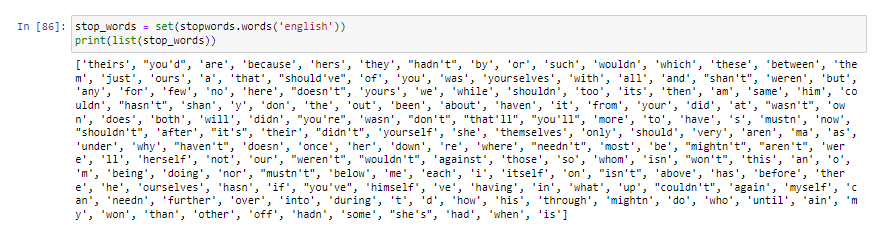 In [86]: stop_words = set(stopwords.words('english'))
print(list(stop_words))
['theirs', "you'd", 'are', 'because', 'hers', 'they', "hadn't", 'by', 'or', 'such', 'wouldn', 'which', 'these', 'between', 'the
m', 'just', 'ours', 'a', 'that', "should've", 'of', 'you', 'was', 'yourselves', 'with', 'all', 'and', "shan't", 'weren', 'but',
'any', 'for', 'few', 'no', 'here', "doesn't", 'yours', 'we', 'while', 'shouldn', 'too', 'its', 'then', 'am', 'same', 'him', 'co
uldn', "hasn't", 'shan', 'y', 'don', 'the', 'out', 'been', 'about', 'haven', 'it', 'from', 'your', 'did', 'at', "wasn't", 'ow
n', 'does', 'both', 'will', 'didn', "you're", 'wasn', "don't", "that'll", "you'll", 'more', 'to', 'have', 's', 'mustn', 'now',
"shouldn't", 'after', "it's", 'their', "didn't", 'yourself', 'she', 'themselves', 'only', 'should', 'very', 'aren', 'ma', 'as',
'under', 'why', "haven't", 'doesn', 'once', 'her', 'down', 're', 'where', "needn't", 'most', 'be', "mightn't", "aren't", 'wer
e', 'll', 'herself', 'not', 'our', "weren't", "wouldn't", 'against', 'those', 'so', 'whom', 'isn', "won't", 'this', 'an', 'o',
'm', 'being', 'doing', 'nor', "mustn't", 'below', 'me', 'each', 'i', 'itself', 'on', "isn't", 'above', 'has', 'before', 'ther
e', 'he', 'ourselves', 'hasn', 'if', "you've", 'himself', 've', 'having', 'in', 'what', 'up', "couldn't", 'again', 'myself', 'c
an', 'needn', 'further', 'over', 'into', 'during', 't', 'd', 'how', 'his', 'through', 'mightn', 'do', 'who', 'until', 'ain', 'm
y', 'won', 'than', 'other', 'off', 'hadn', 'some', "she's", 'had', 'when', 'is']